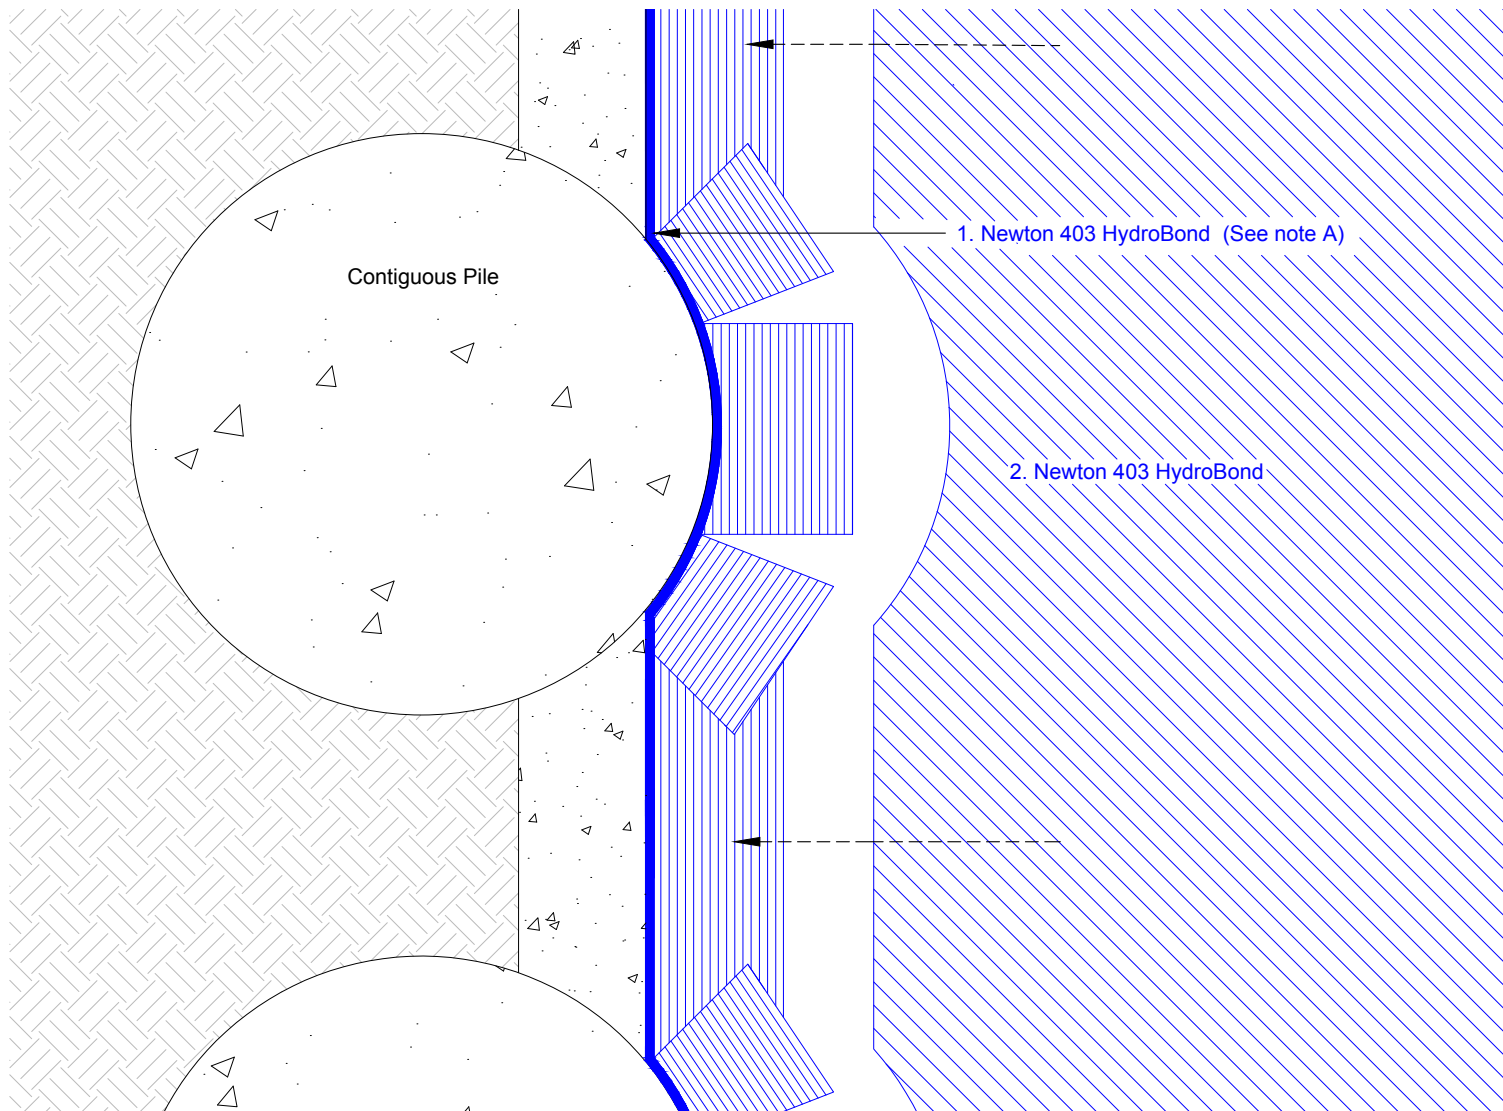 1. Newton 403 HydroBond  (See note A)
Contiguous Pile
2. Newton 403 HydroBond